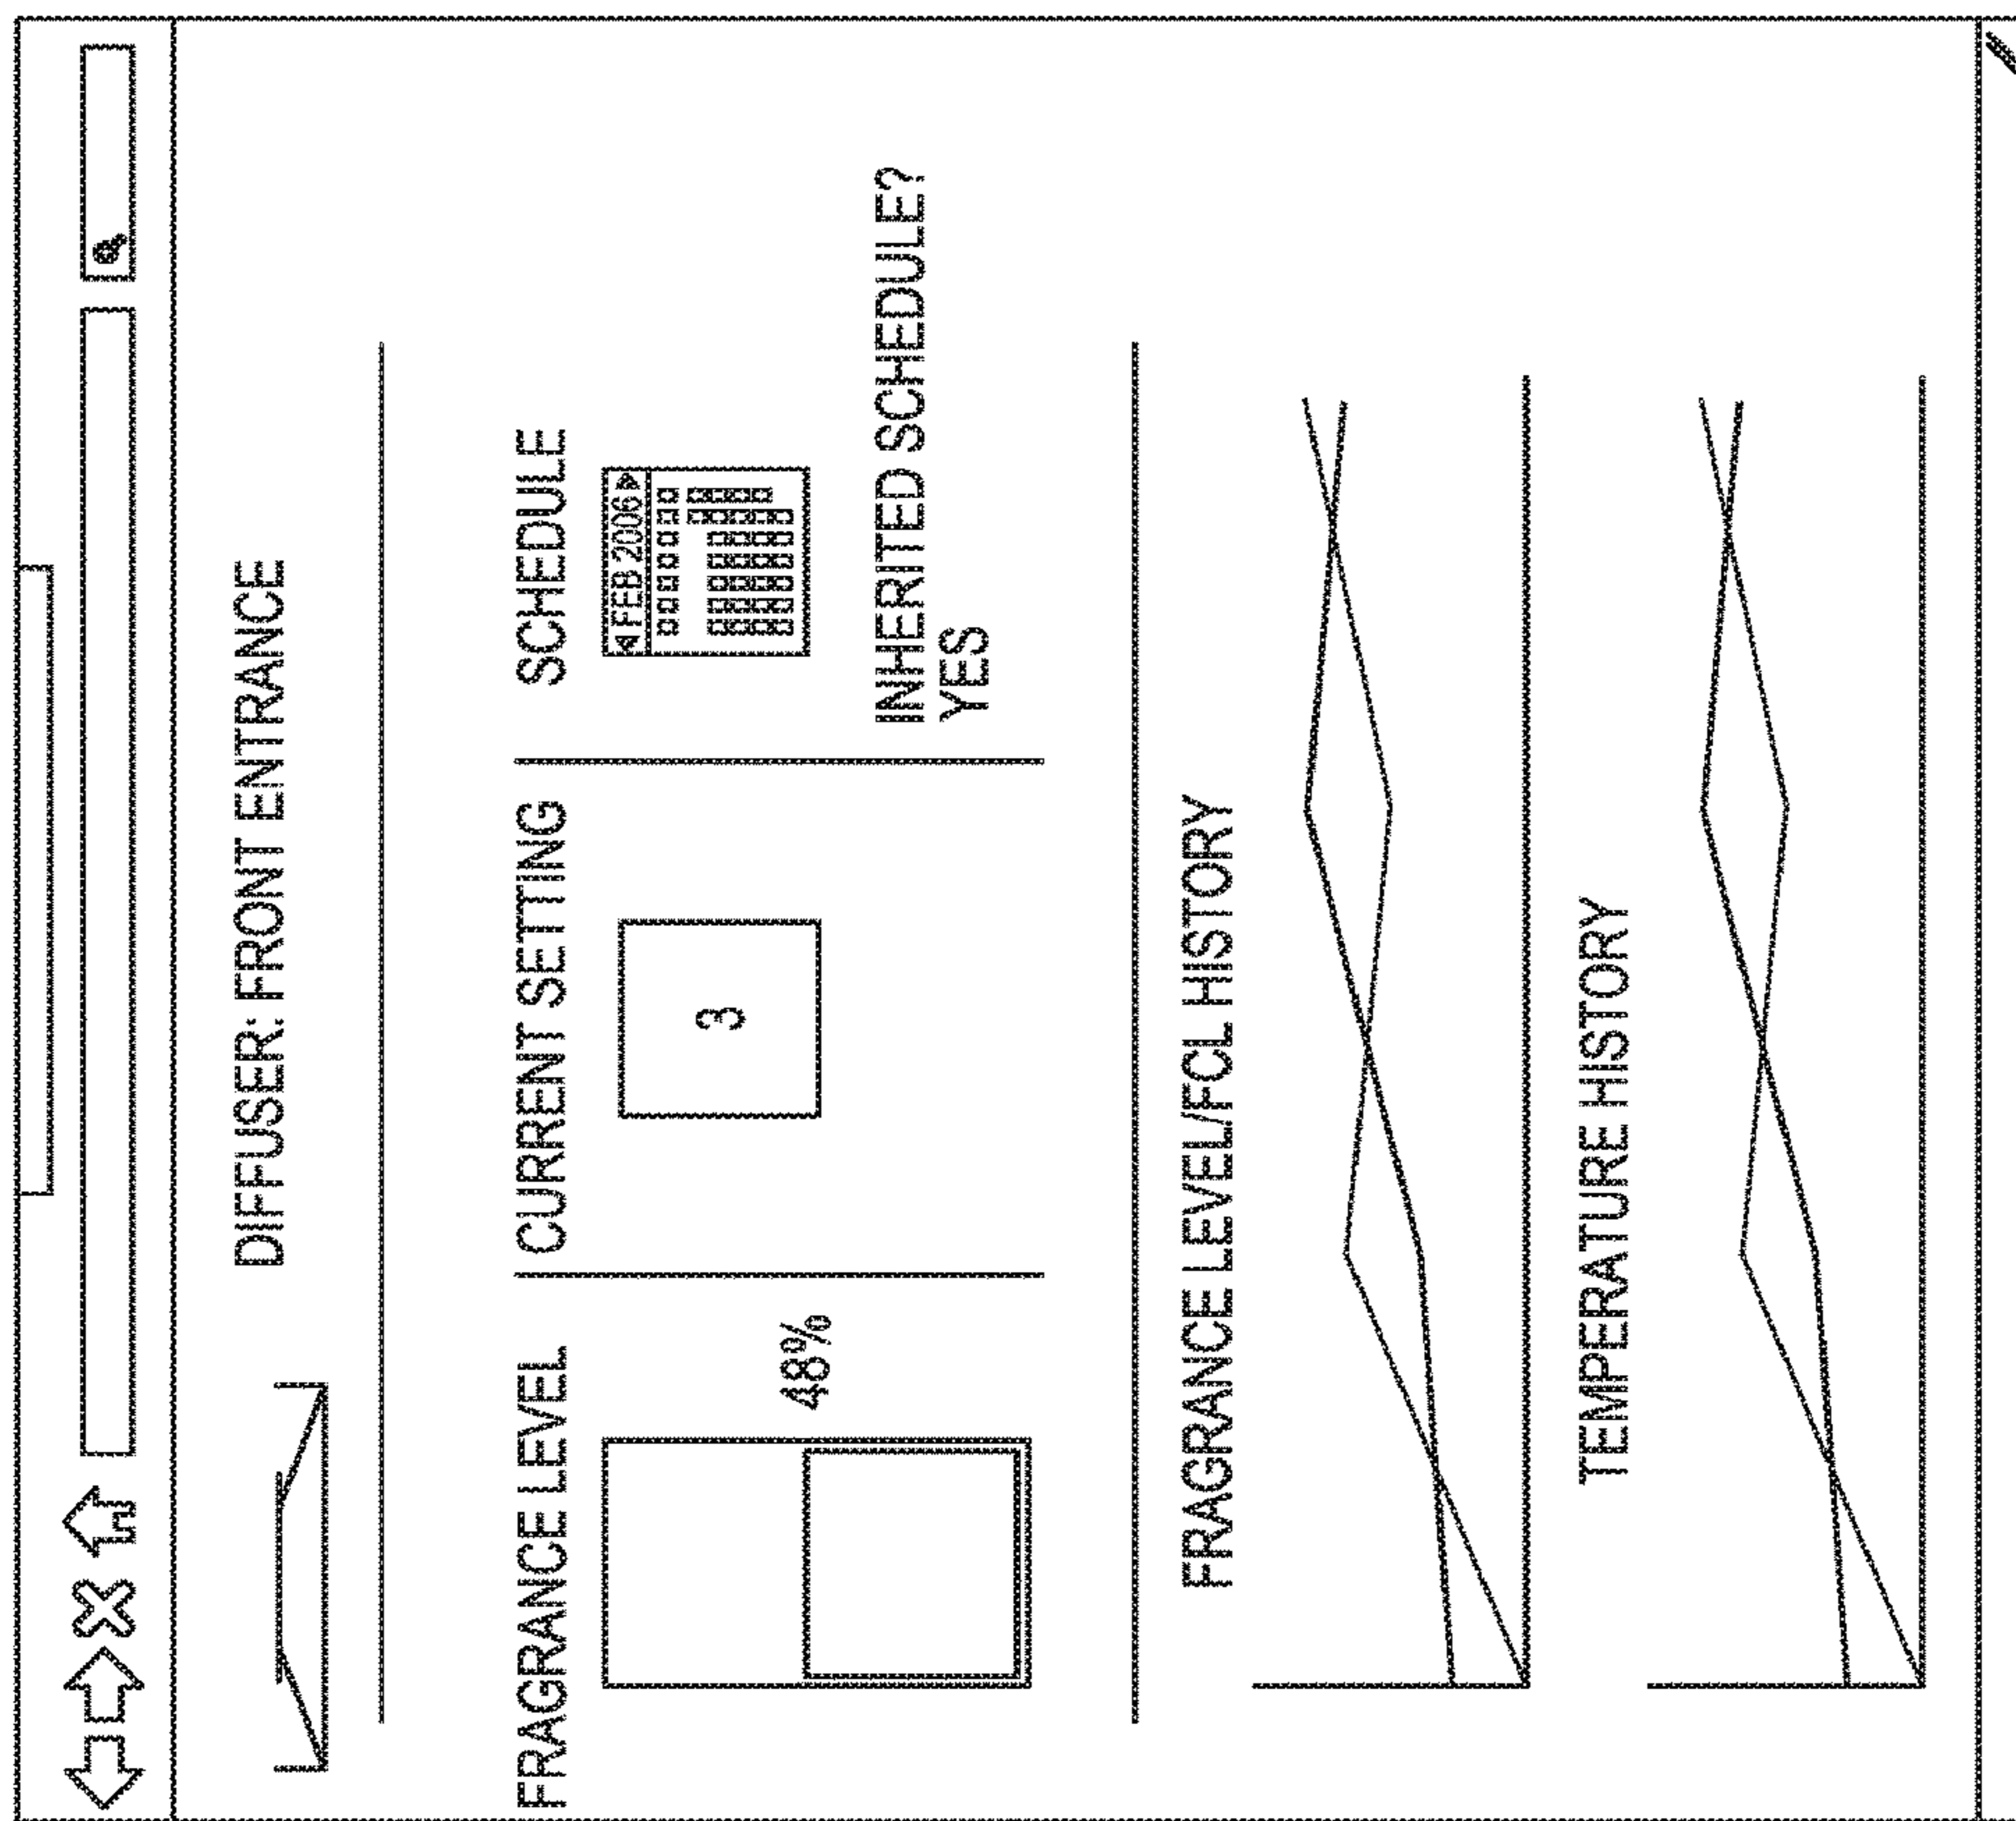 DIFFUSER: FRONT ENTRANCE
FRAGRANCE LEVEL
48%
CURRENT SETTING
3
SCHEDULE
FEB 2006
INHERITED SCHEDULE?
YES
FRAGRANCE LEVEL/FCL HISTORY
TEMPERATURE HISTORY